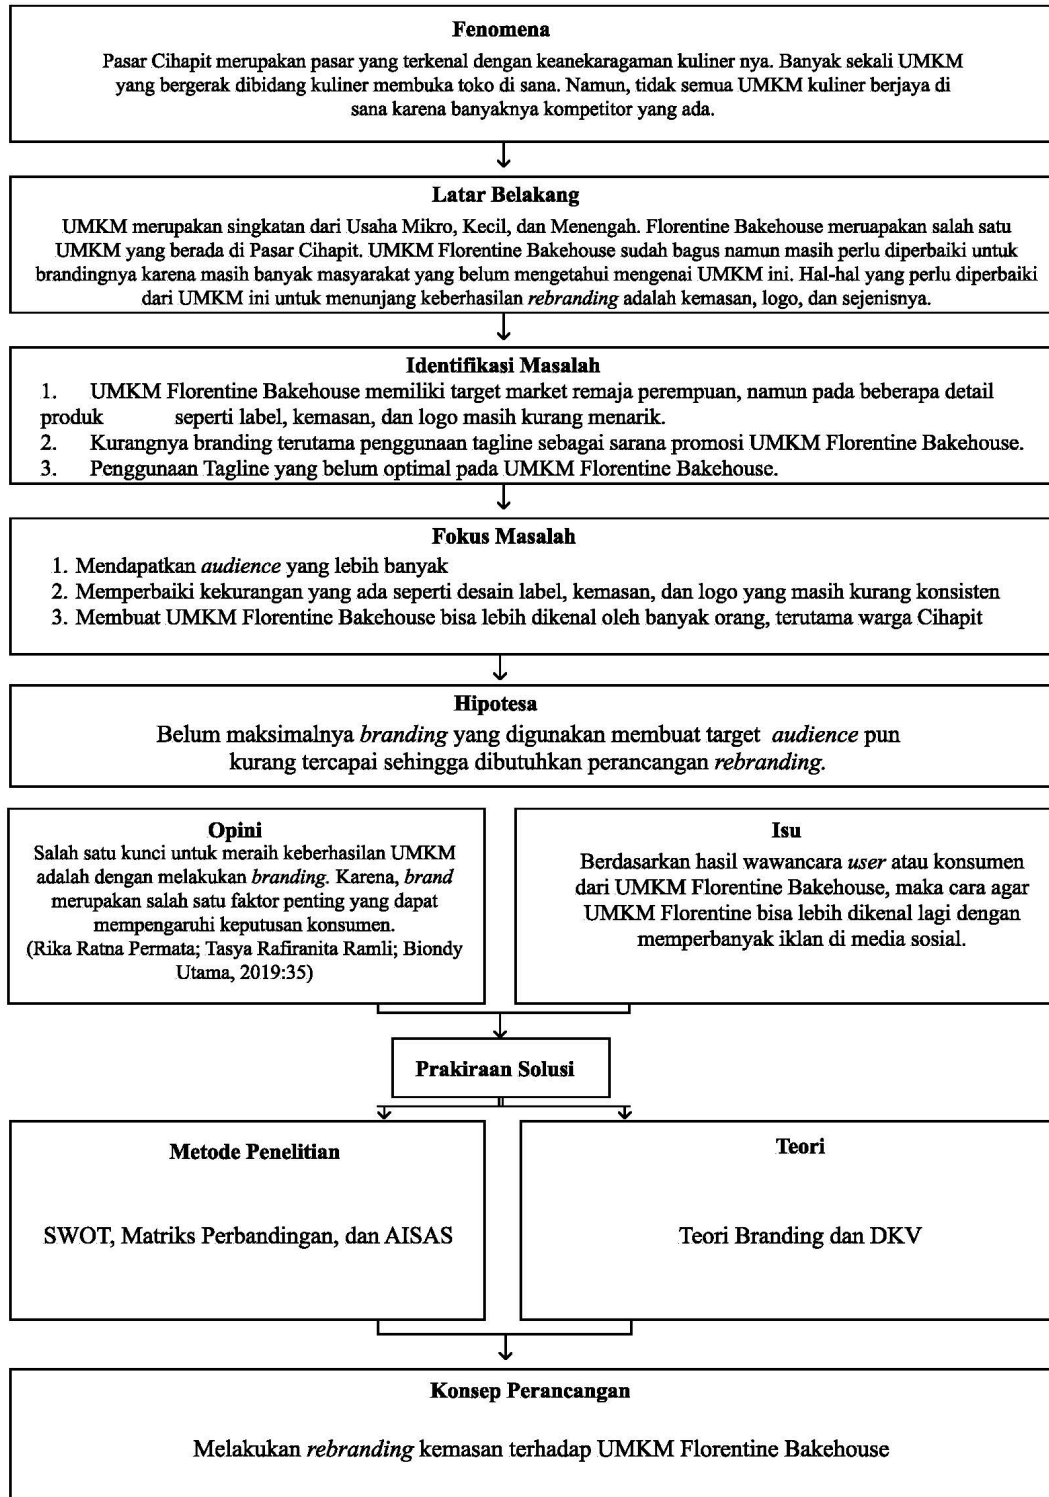 Fenomena
Pasar Cihapit merupakan pasar yang terkenal dengan keanekaragaman kuliner nya. Banyak sekali UMKM
yang bergerak dibidang kuliner membuka toko di sana. Namun, tidak semua UMKM kuliner berjaya di
sana karena banyaknya kompetitor yang ada.
Latar Belakang
UMKM merupakan singkatan dari Usaha Mikro, Kecil, dan Menengah. Florentine Bakehouse meruapakan salah satu
UMKM yang berada di Pasar Cihapit. UMKM Florentine Bakehouse sudah bagus namun masih perlu diperbaiki untuk
brandingnya karena masih banyak masyarakat yang belum mengetahui mengenai UMKM ini. Hal-hal yang perlu diperbaiki
dari UMKM ini untuk menunjang keberhasilan rebranding adalah kemasan, logo, dan sejenisnya.
Identifikasi Masalah
1. UMKM Florentine Bakehouse memiliki target market remaja perempuan, namun pada beberapa detail
produk seperti label, kemasan, dan logo masih kurang menarik.
2. Kurangnya branding terutama penggunaan tagline sebagai sarana promosi UMKM Florentine Bakehouse.
3. Penggunaan Tagline yang belum optimal pada UMKM Florentine Bakehouse.
Fokus Masalah
1. Mendapatkan audience yang lebih banyak
2. Memperbaiki kekurangan yang ada seperti desain label, kemasan, dan logo yang masih kurang konsisten
3. Membuat UMKM Florentine Bakehouse bisa lebih dikenal oleh banyak orang, terutama warga Cihapit
Hipotesa
Belum maksimalnya branding yang digunakan membuat target audience pun
kurang tercapai sehingga dibutuhkan perancangan rebranding.
Opini
Salah satu kunci untuk meraih keberhasilan UMKM
adalah dengan melakukan branding. Karena, brand
merupakan salah satu faktor penting yang dapat
mempengaruhi keputusan konsumen.
(Rika Ratna Permata; Tasya Rafiranita Ramli; Biondy
Utama, 2019:35)
Isu
Berdasarkan hasil wawancara user atau konsumen
dari UMKM Florentine Bakehouse, maka cara agar
UMKM Florentine bisa lebih dikenal lagi dengan
memperbanyak iklan di media sosial.
Prakiraan Solusi
Metode Penelitian
SWOT, Matriks Perbandingan, dan AISAS
Teori
Teori Branding dan DKV
Konsep Perancangan
Melakukan rebranding kemasan terhadap UMKM Florentine Bakehouse